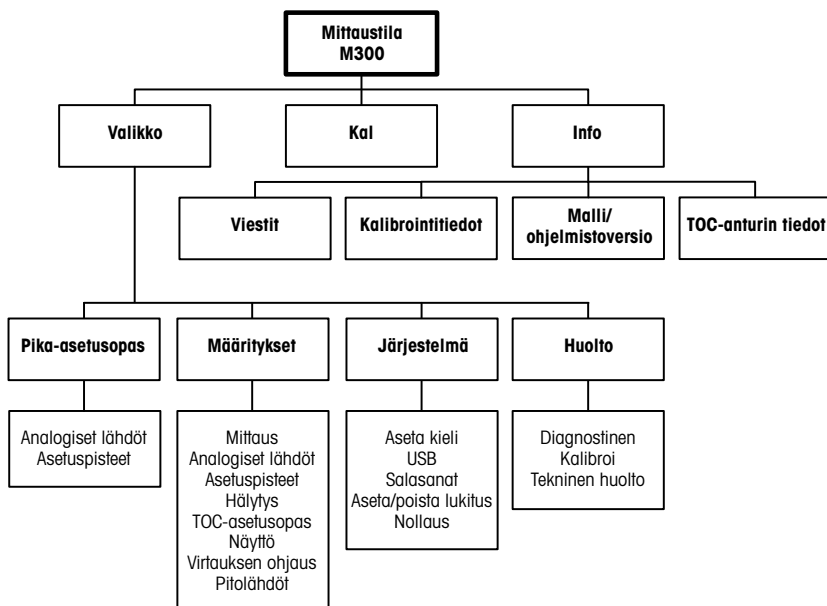 Mittaustila
M300
Valikko
Kal
Info
Viestit
Kalibrointitiedot
Malli/
ohjelmistoversio
TOC-anturin tiedot
Pika-asetusopas
Määritykset
Järjestelmä
Huolto
Analogiset lähdöt
Asetuspisteet
Mittaus
Analogiset lähdöt
Asetuspisteet
Hälytys
TOC-asetusopas
Näyttö
Virtauksen ohjaus
Pitolähdöt
Aseta kieli
USB
Salasanat
Aseta/poista lukitus
Nollaus
Diagnostinen
Kalibroi
Tekninen huolto